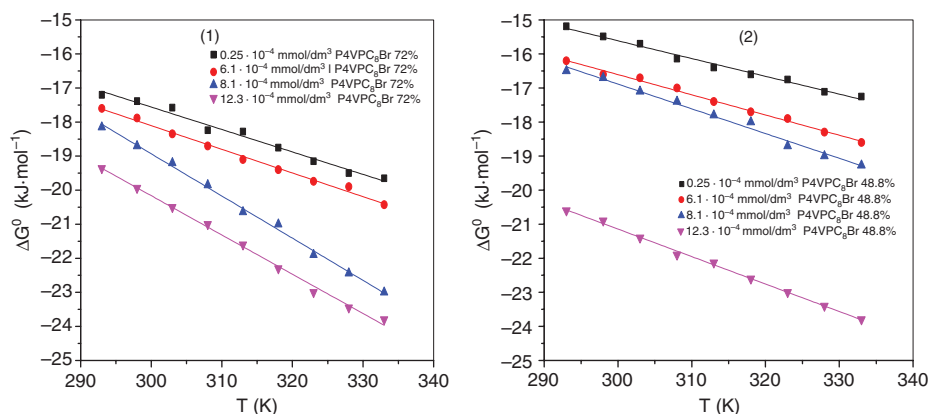 (1)
0.25 · 10⁻⁴ mmol/dm³ P4VPC₈Br 72%
6.1 · 10⁻⁴ mmol/dm³ l P4VPC₈Br 72%
8.1 · 10⁻⁴ mmol/dm³ P4VPC₈Br 72%
12.3 · 10⁻⁴ mmol/dm³ P4VPC₈Br 72%
−15
−16
−17
−18
−19
−20
−21
−22
−23
−24
−25
ΔG⁰ (kJ·mol⁻¹)
290 300 310 320 330 340
T (K)
(2)
0.25 · 10⁻⁴ mmol/dm³ P4VPC₈Br 48.8%
6.1 · 10⁻⁴ mmol/dm³ P4VPC₈Br 48.8%
8.1 · 10⁻⁴ mmol/dm³ P4VPC₈Br 48.8%
12.3 · 10⁻⁴ mmol/dm³ P4VPC₈Br 48.8%
−15
−16
−17
−18
−19
−20
−21
−22
−23
−24
−25
ΔG⁰ (kJ·mol⁻¹)
290 300 310 320 330 340
T (K)